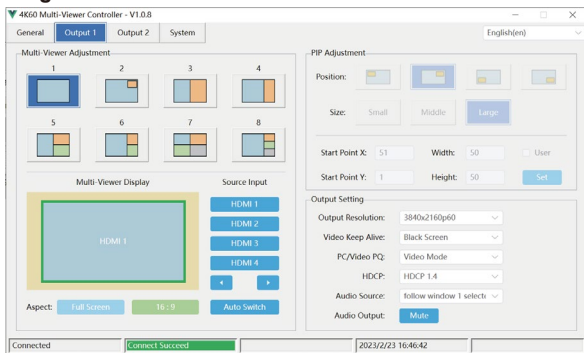 4K60 Multi-Viewer Controller - V1.0.8
General Output 1 Output 2 System English(en)
Multi-Viewer Adjustment
1 2 3 4
5 6 7 8
Multi-Viewer Display Source Input
HDMI 1
HDMI 1
HDMI 2
HDMI 3
HDMI 4
Aspect: Full Screen 16 : 9 Auto Switch
PIP Adjustment
Position:
Size: Small Middle Large
Start Point X: 51 Width: 50 User
Start Point Y: 1 Height: 50 Set
Output Setting
Output Resolution: 3840x2160p60
Video Keep Alive: Black Screen
PC/Video PQ: Video Mode
HDCP: HDCP 1.4
Audio Source: follow window 1 selecte
Audio Output: Mute
Connected Connect Succeed 2023/2/23 16:46:42